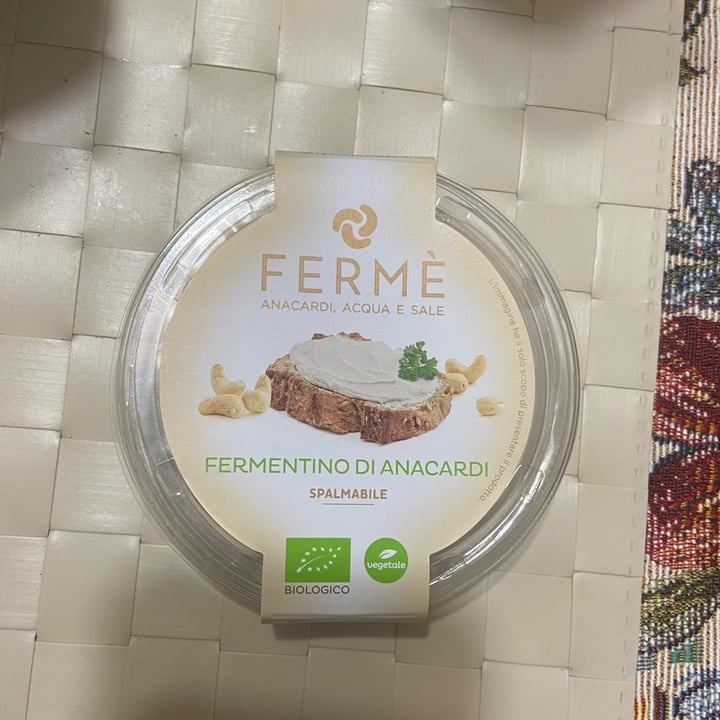 FERMÈ
ANACARDI, ACQUA E SALE
L'immagine ha il solo scopo di presentare il prodotto.
FERMENTINO DI ANACARDI
SPALMABILE
BIOLOGICO
vegetale